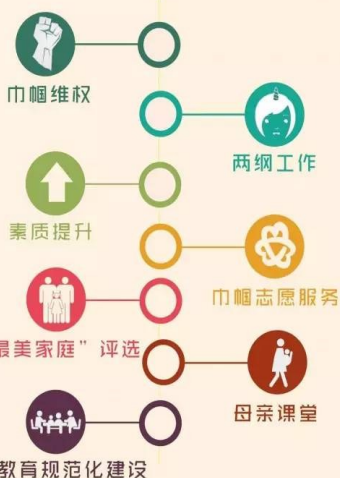 巾帼维权
两纲工作
素质提升
巾帼志愿服务
最美家庭”评选
母亲课堂
教育规范化建设